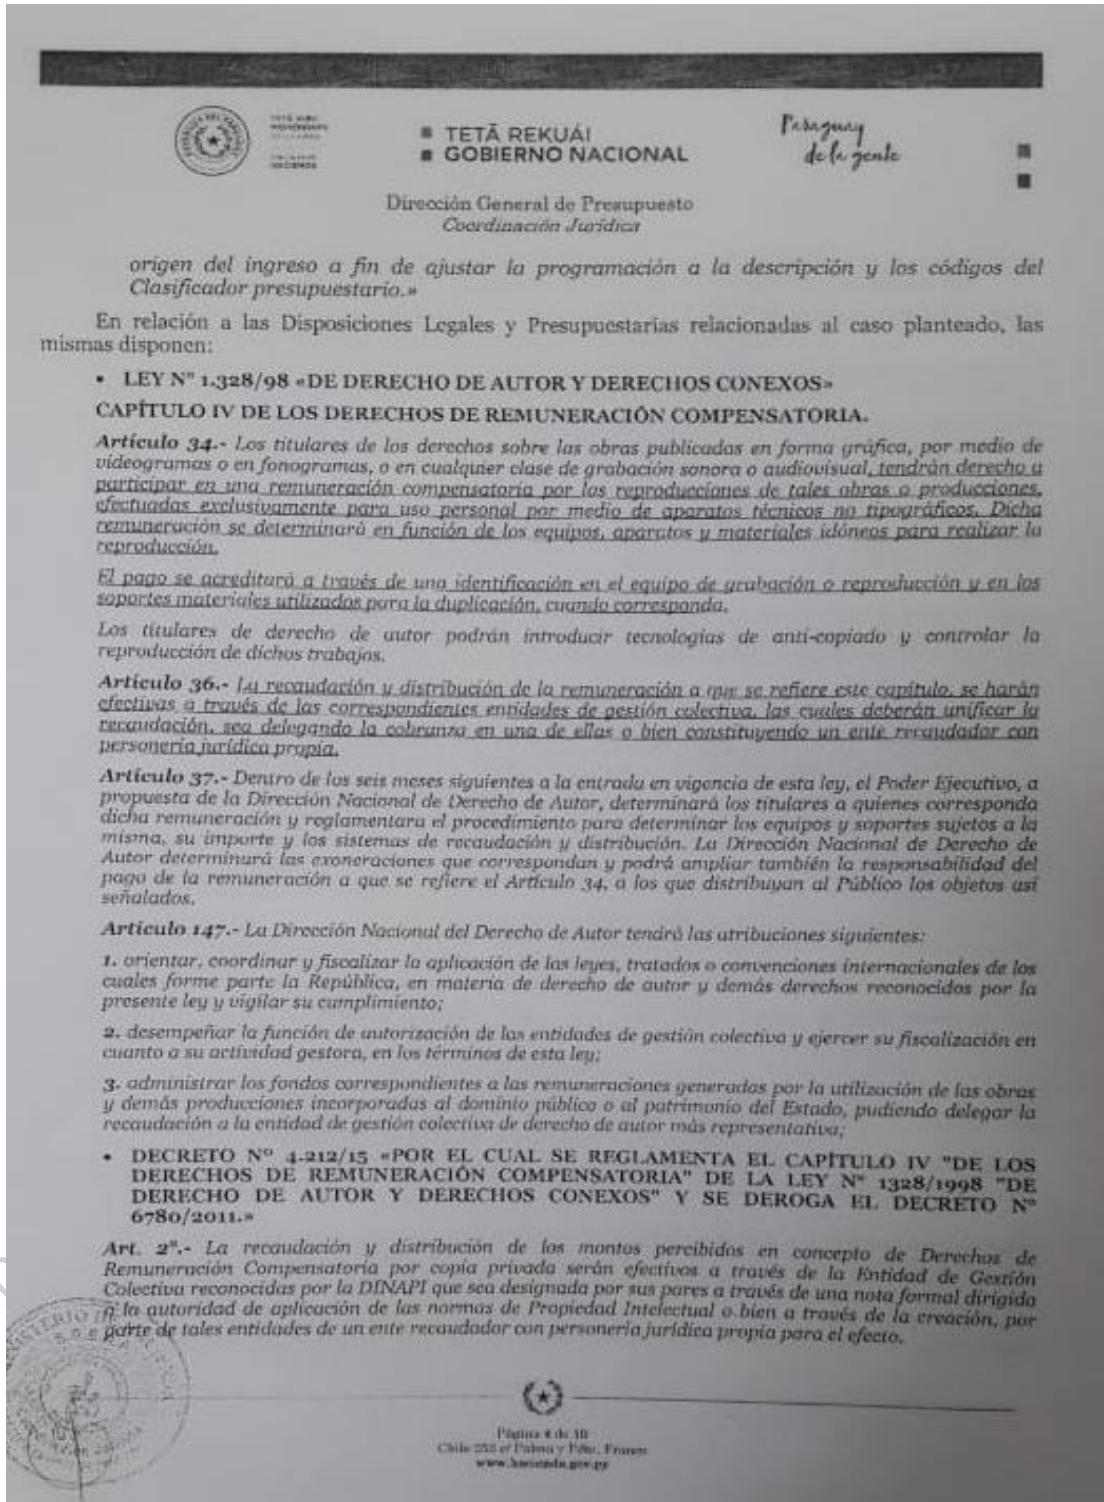 TETÃ REKUÁI
GOBIERNO NACIONAL
Paraguay
de la gente
Dirección General de Presupuesto
Coordinación Jurídica
origen del ingreso a fin de ajustar la programación a la descripción y los códigos del
Clasificador presupuestario.»
En relación a las Disposiciones Legales y Presupuestarias relacionadas al caso planteado, las
mismas disponen:
• LEY Nº 1.328/98 «DE DERECHO DE AUTOR Y DERECHOS CONEXOS»
CAPÍTULO IV DE LOS DERECHOS DE REMUNERACIÓN COMPENSATORIA.
Artículo 34.- Los titulares de los derechos sobre las obras publicadas en forma gráfica, por medio de
videogramas o en fonogramas, o en cualquier clase de grabación sonora o audiovisual, tendrán derecho a
participar en una remuneración compensatoria por las reproducciones de tales obras o producciones,
efectuadas exclusivamente para uso personal por medio de aparatos técnicos no tipográficos. Dicha
remuneración se determinará en función de los equipos, aparatos y materiales idóneos para realizar la
reproducción.
El pago se acreditará a través de una identificación en el equipo de grabación o reproducción y en los
soportes materiales utilizados para la duplicación, cuando corresponda.
Los titulares de derecho de autor podrán introducir tecnologías de anti-copiado y controlar la
reproducción de dichos trabajos.
Artículo 36.- La recaudación y distribución de la remuneración a que se refiere este capítulo, se harán
efectivas a través de las correspondientes entidades de gestión colectiva, las cuales deberán unificar la
recaudación, sea delegando la cobranza en una de ellas o bien constituyendo un ente recaudador con
personería jurídica propia.
Artículo 37.- Dentro de los seis meses siguientes a la entrada en vigencia de esta ley, el Poder Ejecutivo, a
propuesta de la Dirección Nacional de Derecho de Autor, determinará los titulares a quienes corresponda
dicha remuneración y reglamentara el procedimiento para determinar los equipos y soportes sujetos a la
misma, su importe y los sistemas de recaudación y distribución. La Dirección Nacional de Derecho de
Autor determinará las exoneraciones que correspondan y podrá ampliar también la responsabilidad del
pago de la remuneración a que se refiere el Artículo 34, a los que distribuyan al Público los objetos así
señalados.
Artículo 147.- La Dirección Nacional del Derecho de Autor tendrá las atribuciones siguientes:
1. orientar, coordinar y fiscalizar la aplicación de las leyes, tratados o convenciones internacionales de los
cuales forme parte la República, en materia de derecho de autor y demás derechos reconocidos por la
presente ley y vigilar su cumplimiento;
2. desempeñar la función de autorización de las entidades de gestión colectiva y ejercer su fiscalización en
cuanto a su actividad gestora, en los términos de esta ley;
3. administrar los fondos correspondientes a las remuneraciones generadas por la utilización de las obras
y demás producciones incorporadas al dominio público o al patrimonio del Estado, pudiendo delegar la
recaudación a la entidad de gestión colectiva de derecho de autor más representativa;
• DECRETO Nº 4.212/15 «POR EL CUAL SE REGLAMENTA EL CAPÍTULO IV "DE LOS
DERECHOS DE REMUNERACIÓN COMPENSATORIA" DE LA LEY Nº 1328/1998 "DE
DERECHO DE AUTOR Y DERECHOS CONEXOS" Y SE DEROGA EL DECRETO Nº
6780/2011.»
Art. 2º.- La recaudación y distribución de los montos percibidos en concepto de Derechos de
Remuneración Compensatoria por copia privada serán efectivos a través de la Entidad de Gestión
Colectiva reconocidas por la DINAPI que sea designada por sus pares a través de una nota formal dirigida
a la autoridad de aplicación de las normas de Propiedad Intelectual o bien a través de la creación, por
parte de tales entidades de un ente recaudador con personería jurídica propia para el efecto.
Página 4 de 10
Chile 252 e/ Palma y Pdte. Franco
www.hacienda.gov.py